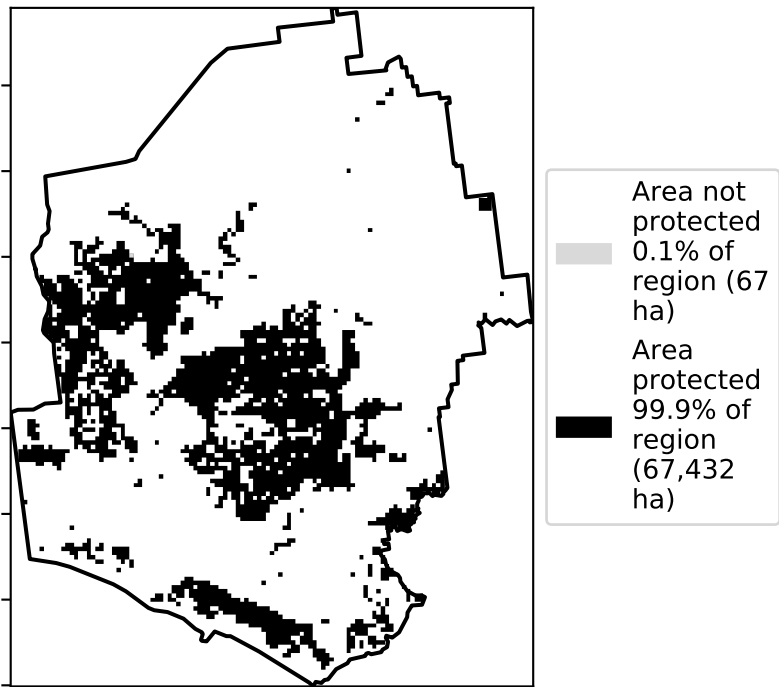 Area not
protected
0.1% of
region (67
ha)
Area
protected
99.9% of
region
(67,432
ha)